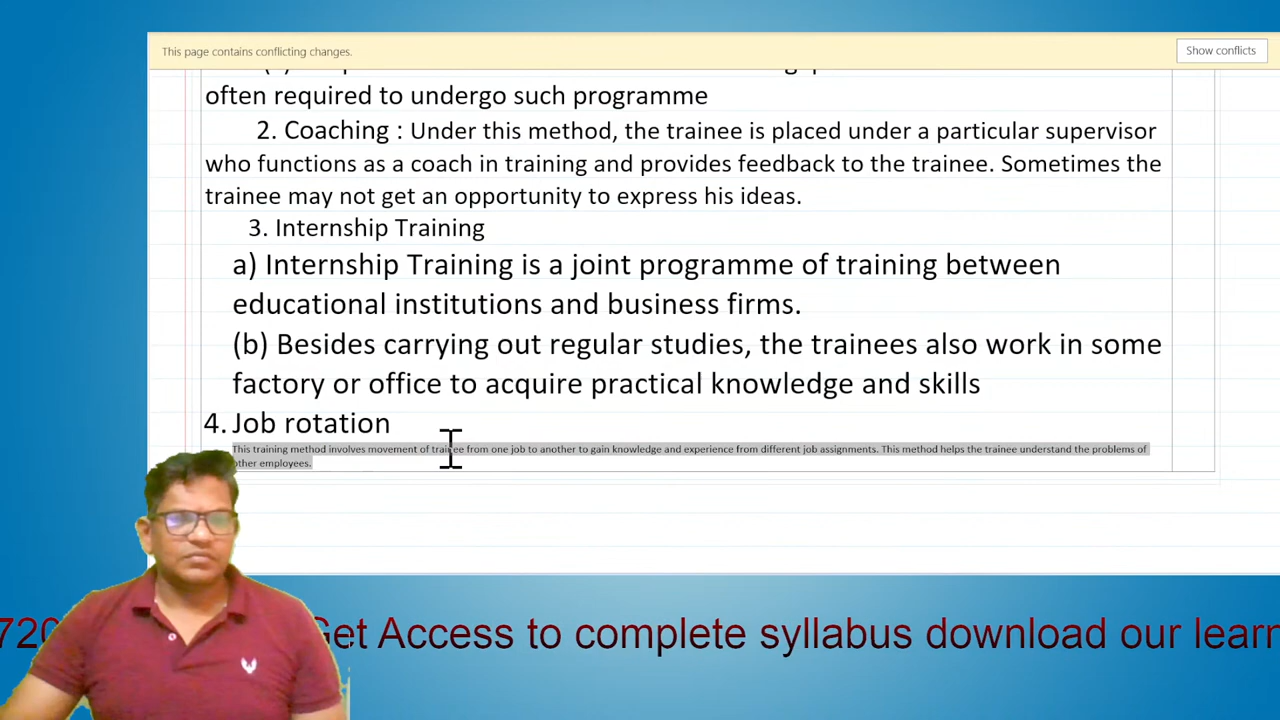 This page contains conflicting changes.
Show conflicts
often required to undergo such programme
2. Coaching : Under this method, the trainee is placed under a particular supervisor
who functions as a coach in training and provides feedback to the trainee. Sometimes the
trainee may not get an opportunity to express his ideas.
3. Internship Training
a) Internship Training is a joint programme of training between
educational institutions and business firms.
(b) Besides carrying out regular studies, the trainees also work in some
factory or office to acquire practical knowledge and skills
4. Job rotation
This training method involves movement of trainee from one job to another to gain knowledge and experience from different job assignments. This method helps the trainee understand the problems of
other employees.
720 Get Access to complete syllabus download our learn